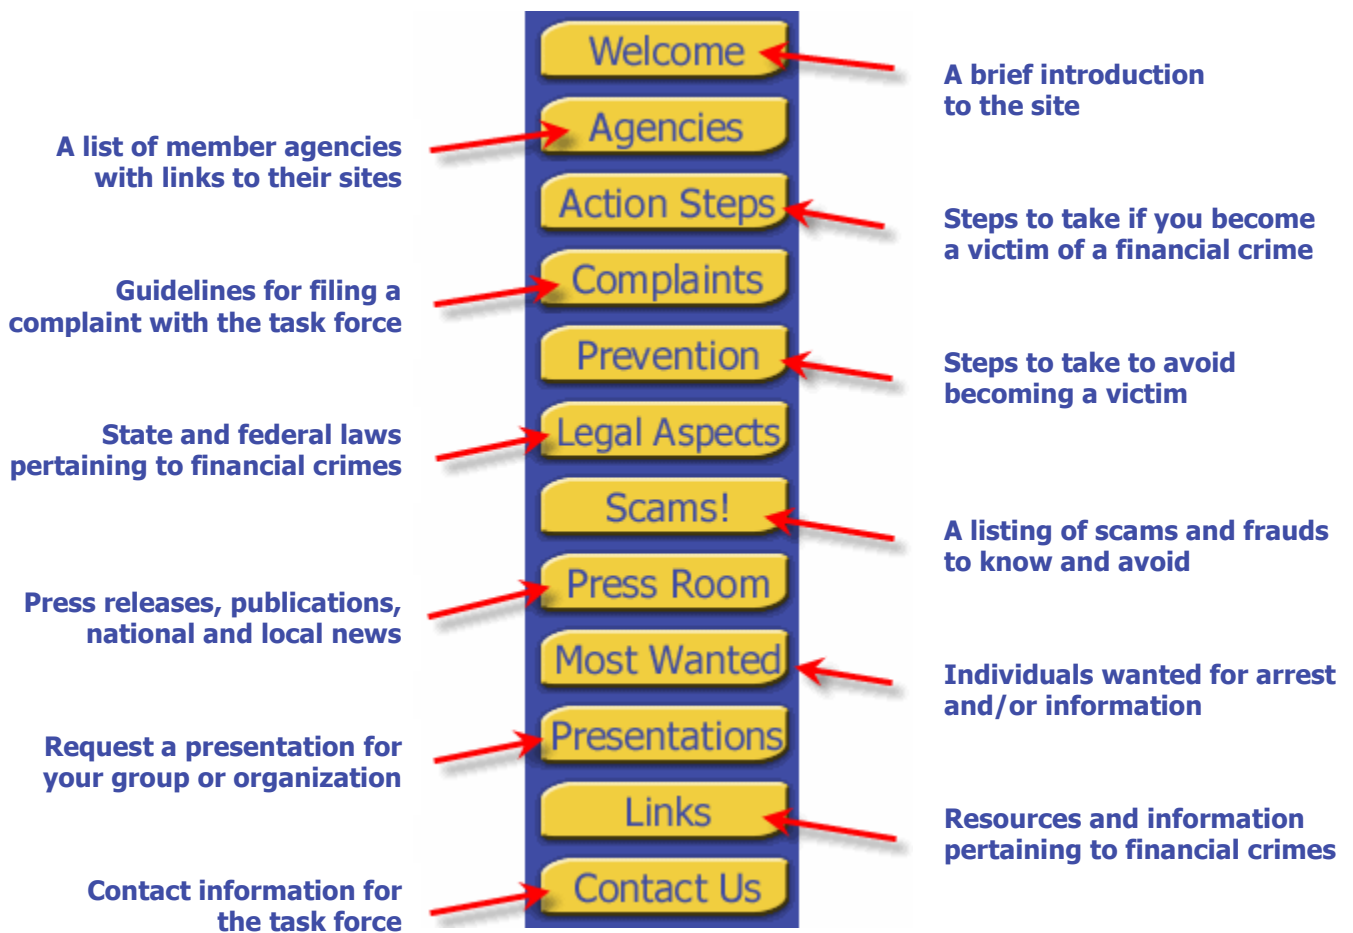 Welcome
A brief introduction
to the site
Agencies
A list of member agencies
with links to their sites
Action Steps
Steps to take if you become
a victim of a financial crime
Complaints
Guidelines for filing a
complaint with the task force
Prevention
Steps to take to avoid
becoming a victim
Legal Aspects
State and federal laws
pertaining to financial crimes
Scams!
A listing of scams and frauds
to know and avoid
Press Room
Press releases, publications,
national and local news
Most Wanted
Individuals wanted for arrest
and/or information
Presentations
Request a presentation for
your group or organization
Links
Resources and information
pertaining to financial crimes
Contact Us
Contact information for
the task force